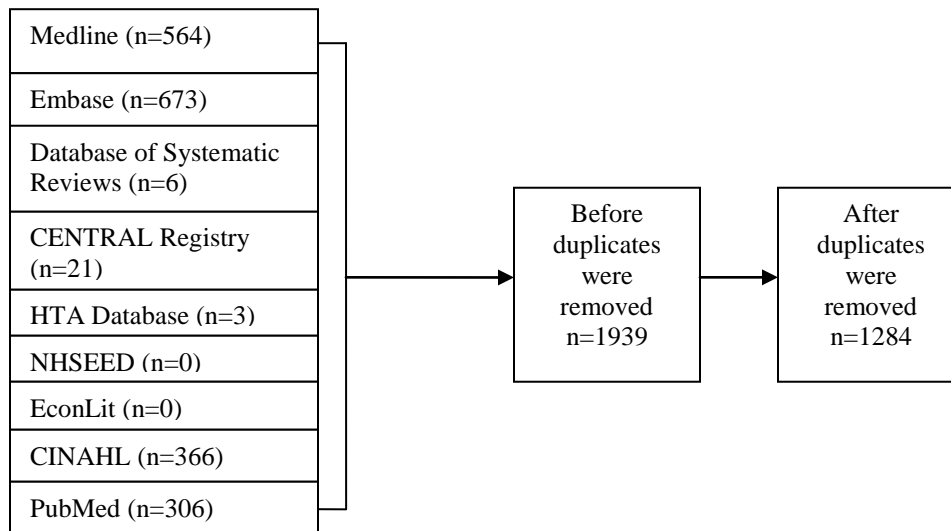 Medline (n=564)
Embase (n=673)
Database of Systematic
Reviews (n=6)
CENTRAL Registry
(n=21)
HTA Database (n=3)
NHSEED (n=0)
EconLit (n=0)
CINAHL (n=366)
PubMed (n=306)
Before
duplicates
were
removed
n=1939
After
duplicates
were
removed
n=1284